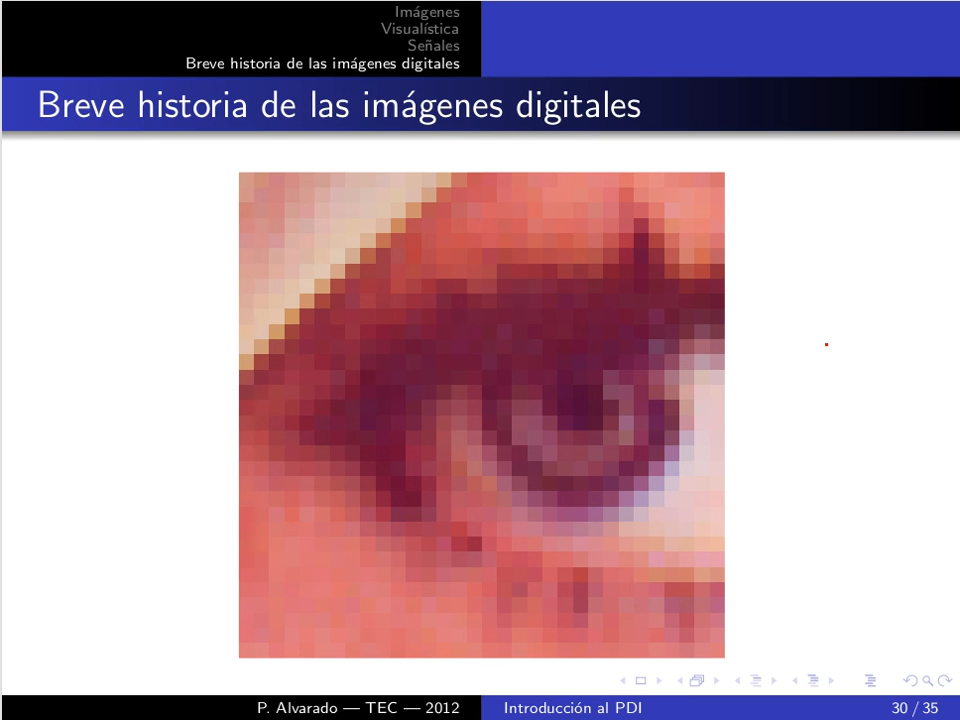 Imágenes
Visualística
Señales
Breve historia de las imágenes digitales
Breve historia de las imágenes digitales
P. Alvarado — TEC — 2012
Introducción al PDI
30 / 35